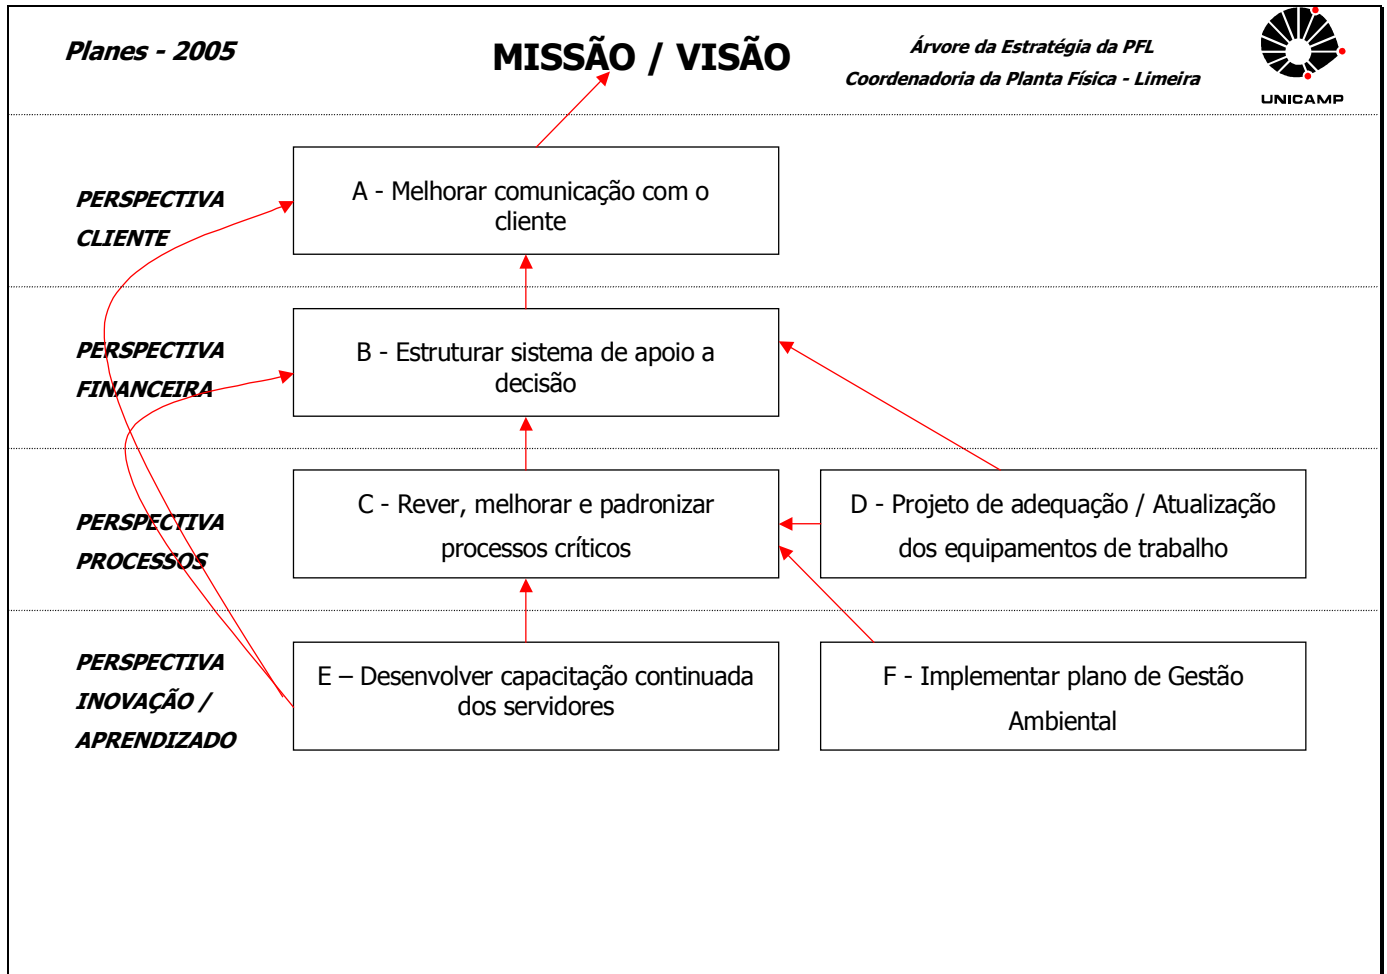 Planes - 2005
MISSÃO / VISÃO
Árvore da Estratégia da PFL
Coordenadoria da Planta Física - Limeira
UNICAMP
PERSPECTIVA
CLIENTE
A - Melhorar comunicação com o
cliente
PERSPECTIVA
FINANCEIRA
B - Estruturar sistema de apoio a
decisão
PERSPECTIVA
PROCESSOS
C - Rever, melhorar e padronizar
processos críticos
D - Projeto de adequação / Atualização
dos equipamentos de trabalho
PERSPECTIVA
INOVAÇÃO /
APRENDIZADO
E – Desenvolver capacitação continuada
dos servidores
F - Implementar plano de Gestão
Ambiental